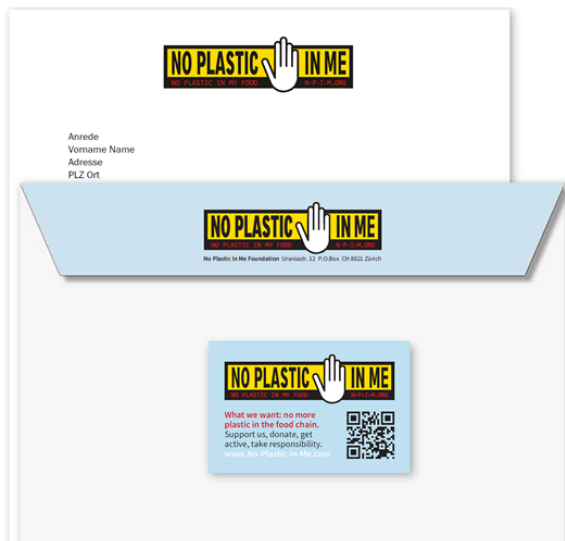 NO PLASTIC IN ME
NO PLASTIC IN MY FOOD N-P-I-M.ORG
Anrede
Vorname Name
Adresse
PLZ Ort
NO PLASTIC IN ME
NO PLASTIC IN MY FOOD N-P-I-M.ORG
No Plastic In Me Foundation Uraniastr. 12 P.O.Box CH 8021 Zürich
NO PLASTIC IN ME
NO PLASTIC IN MY FOOD N-P-I-M.ORG
What we want: no more
plastic in the food chain.
Support us, donate, get
active, take responsibility.
www.No-Plastic-In-Me.com